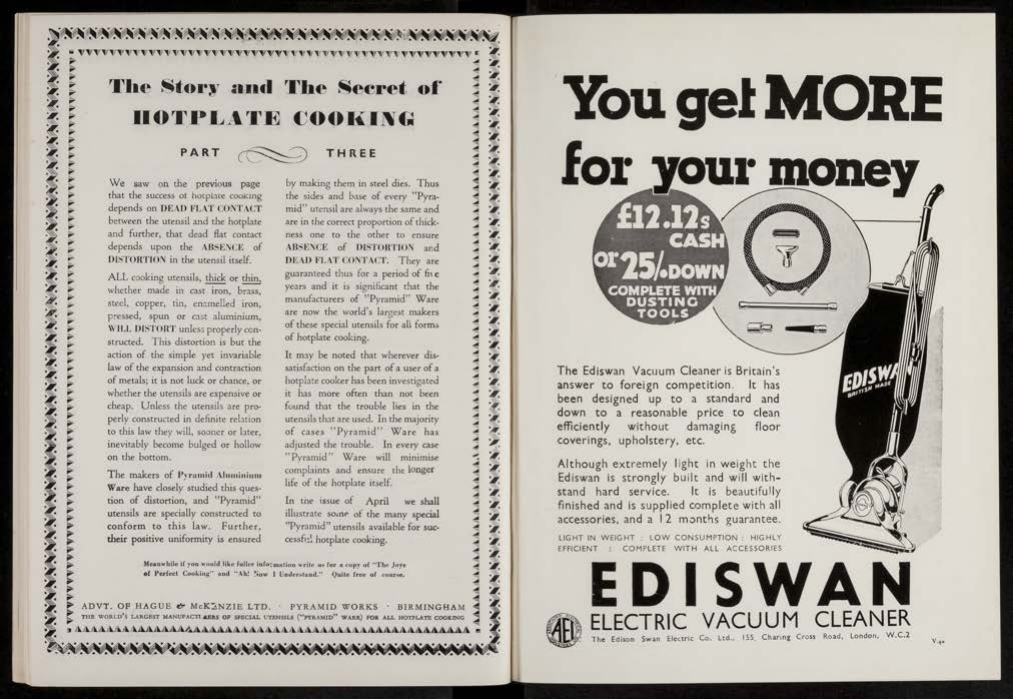 The Story and The Secret of
HOTPLATE COOKING
PART THREE
We saw on the previous page
that the success of hotplate cooking
depends on DEAD FLAT CONTACT
between the utensil and the hotplate
and further, that dead flat contact
depends upon the ABSENCE of
DISTORTION in the utensil itself.
ALL cooking utensils, thick or thin,
whether made in cast iron, brass,
steel, copper, tin, enamelled iron,
pressed, spun or cast aluminium,
WILL DISTORT unless properly con-
structed. This distortion is but the
action of the simple yet invariable
law of the expansion and contraction
of metals; it is not luck or chance, or
whether the utensils are expensive or
cheap. Unless the utensils are pro-
perly constructed in definite relation
to this law they will, sooner or later,
inevitably become bulged or hollow
on the bottom.
The makers of Pyramid Aluminium
Ware have closely studied this ques-
tion of distortion, and "Pyramid"
utensils are specially constructed to
conform to this law. Further,
their positive uniformity is ensured
by making them in steel dies. Thus
the sides and base of every "Pyra-
mid" utensil are always the same and
are in the correct proportion of thick-
ness one to the other to ensure
ABSENCE of DISTORTION and
DEAD FLAT CONTACT. They are
guaranteed thus for a period of five
years and it is significant that the
manufacturers of "Pyramid" Ware
are now the world's largest makers
of these special utensils for all forms
of hotplate cooking.
It may be noted that wherever dis-
satisfaction on the part of a user of a
hotplate cooker has been investigated
it has more often than not been
found that the trouble lies in the
utensils that are used. In the majority
of cases "Pyramid" Ware has
adjusted the trouble. In every case
"Pyramid" Ware will minimise
complaints and ensure the longer
life of the hotplate itself.
In the issue of April we shall
illustrate some of the many special
"Pyramid" utensils available for suc-
cessful hotplate cooking.
Meanwhile if you would like fuller information write us for a copy of "The Joys
of Perfect Cooking" and "Ah! Now I Understand." Quite free of course.
ADVT. OF HAGUE & McKENZIE LTD. · PYRAMID WORKS · BIRMINGHAM
THE WORLD'S LARGEST MANUFACTURERS OF SPECIAL UTENSILS ("PYRAMID" WARE) FOR ALL HOTPLATE COOKING
You get MORE
for your money
£12.12s
CASH
or 25/-DOWN
COMPLETE WITH
DUSTING
TOOLS
EDISWAN
BRITISH MADE
The Ediswan Vacuum Cleaner is Britain's
answer to foreign competition. It has
been designed up to a standard and
down to a reasonable price to clean
efficiently without damaging floor
coverings, upholstery, etc.
Although extremely light in weight the
Ediswan is strongly built and will with-
stand hard service. It is beautifully
finished and is supplied complete with all
accessories, and a 12 months guarantee.
LIGHT IN WEIGHT : LOW CONSUMPTION : HIGHLY
EFFICIENT : COMPLETE WITH ALL ACCESSORIES
EDISWAN
AEI ELECTRIC VACUUM CLEANER
The Edison Swan Electric Co. Ltd., 155, Charing Cross Road, London, W.C.2